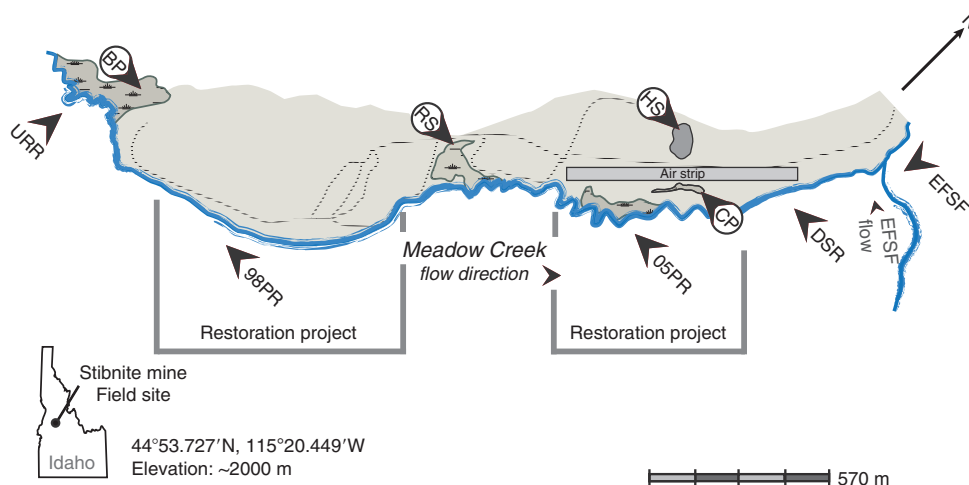 N
BP
URR
RS
HS
Air strip
CP
EFSF
EFSF
flow
DSR
05PR
98PR
Meadow Creek
flow direction
Restoration project
Restoration project
Stibnite mine
Field site
Idaho
44°53.727′N, 115°20.449′W
Elevation: ~2000 m
570 m